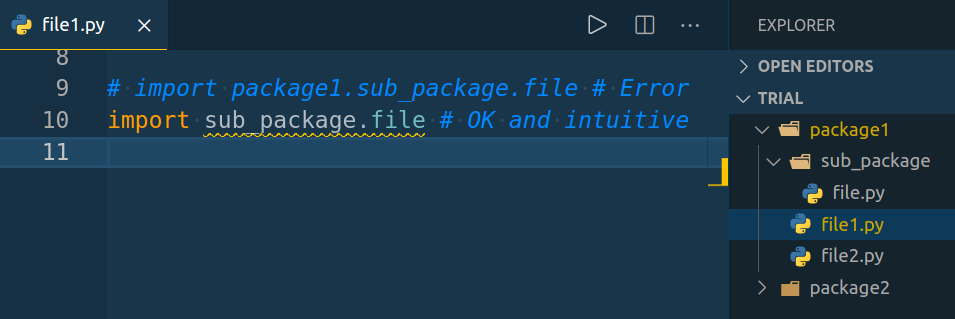 file1.py
EXPLORER
8
9 # import package1.sub_package.file # Error
10 import sub_package.file # OK and intuitive
11
OPEN EDITORS
TRIAL
package1
sub_package
file.py
file1.py
file2.py
package2